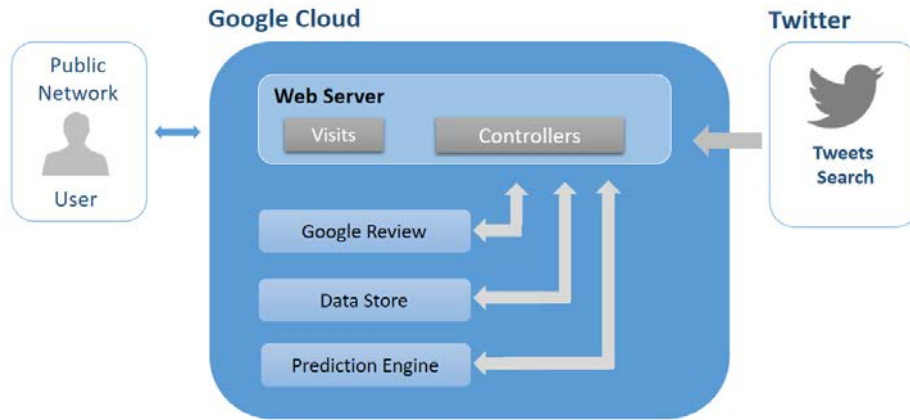 Google Cloud
Twitter
Public
Network
User
Web Server
Visits
Controllers
Google Review
Data Store
Prediction Engine
Tweets
Search